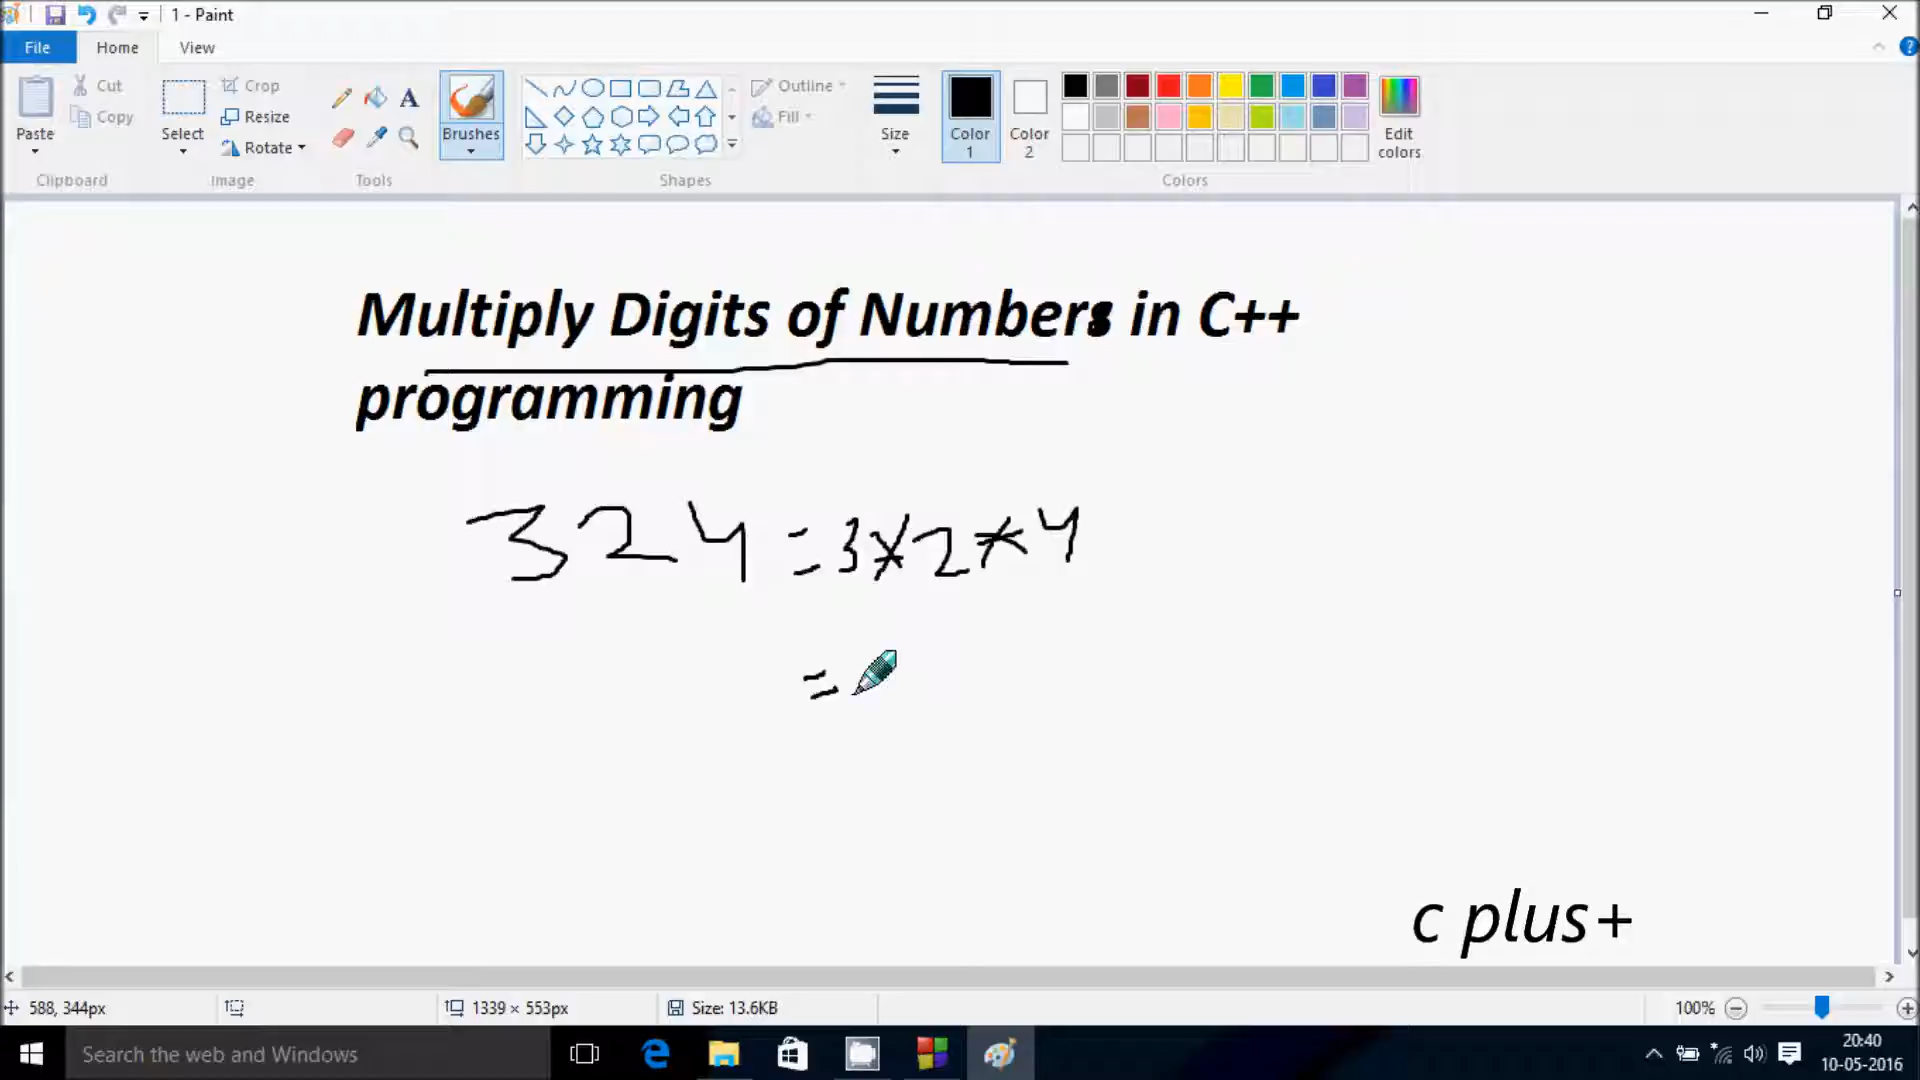 1 - Paint
File Home View
Paste
Cut
Copy
Clipboard
Select
Crop
Resize
Rotate
Image
A
Tools
Brushes
Shapes
Outline
Fill
Size
Color 1
Color 2
Edit colors
Colors
Multiply Digits of Numbers in C++
programming
324 = 3*2*4
=
c plus+
588, 344px 1339 × 553px Size: 13.6KB 100%
Search the web and Windows
20:40
10-05-2016